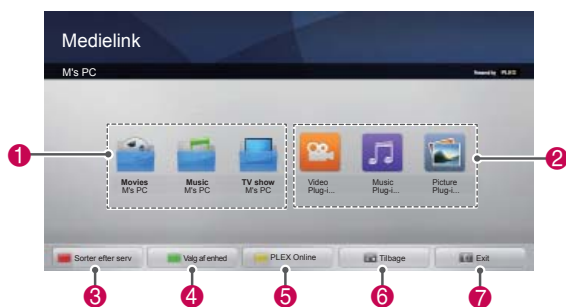 Medielink
M's PC
Powered by PLEX
1
2
Movies
M's PC
Music
M's PC
TV show
M's PC
Video
Plug-i...
Music
Plug-i...
Picture
Plug-i...
Sorter efter serv
Valg af enhed
PLEX Online
Tilbage
Exit
3
4
5
6
7